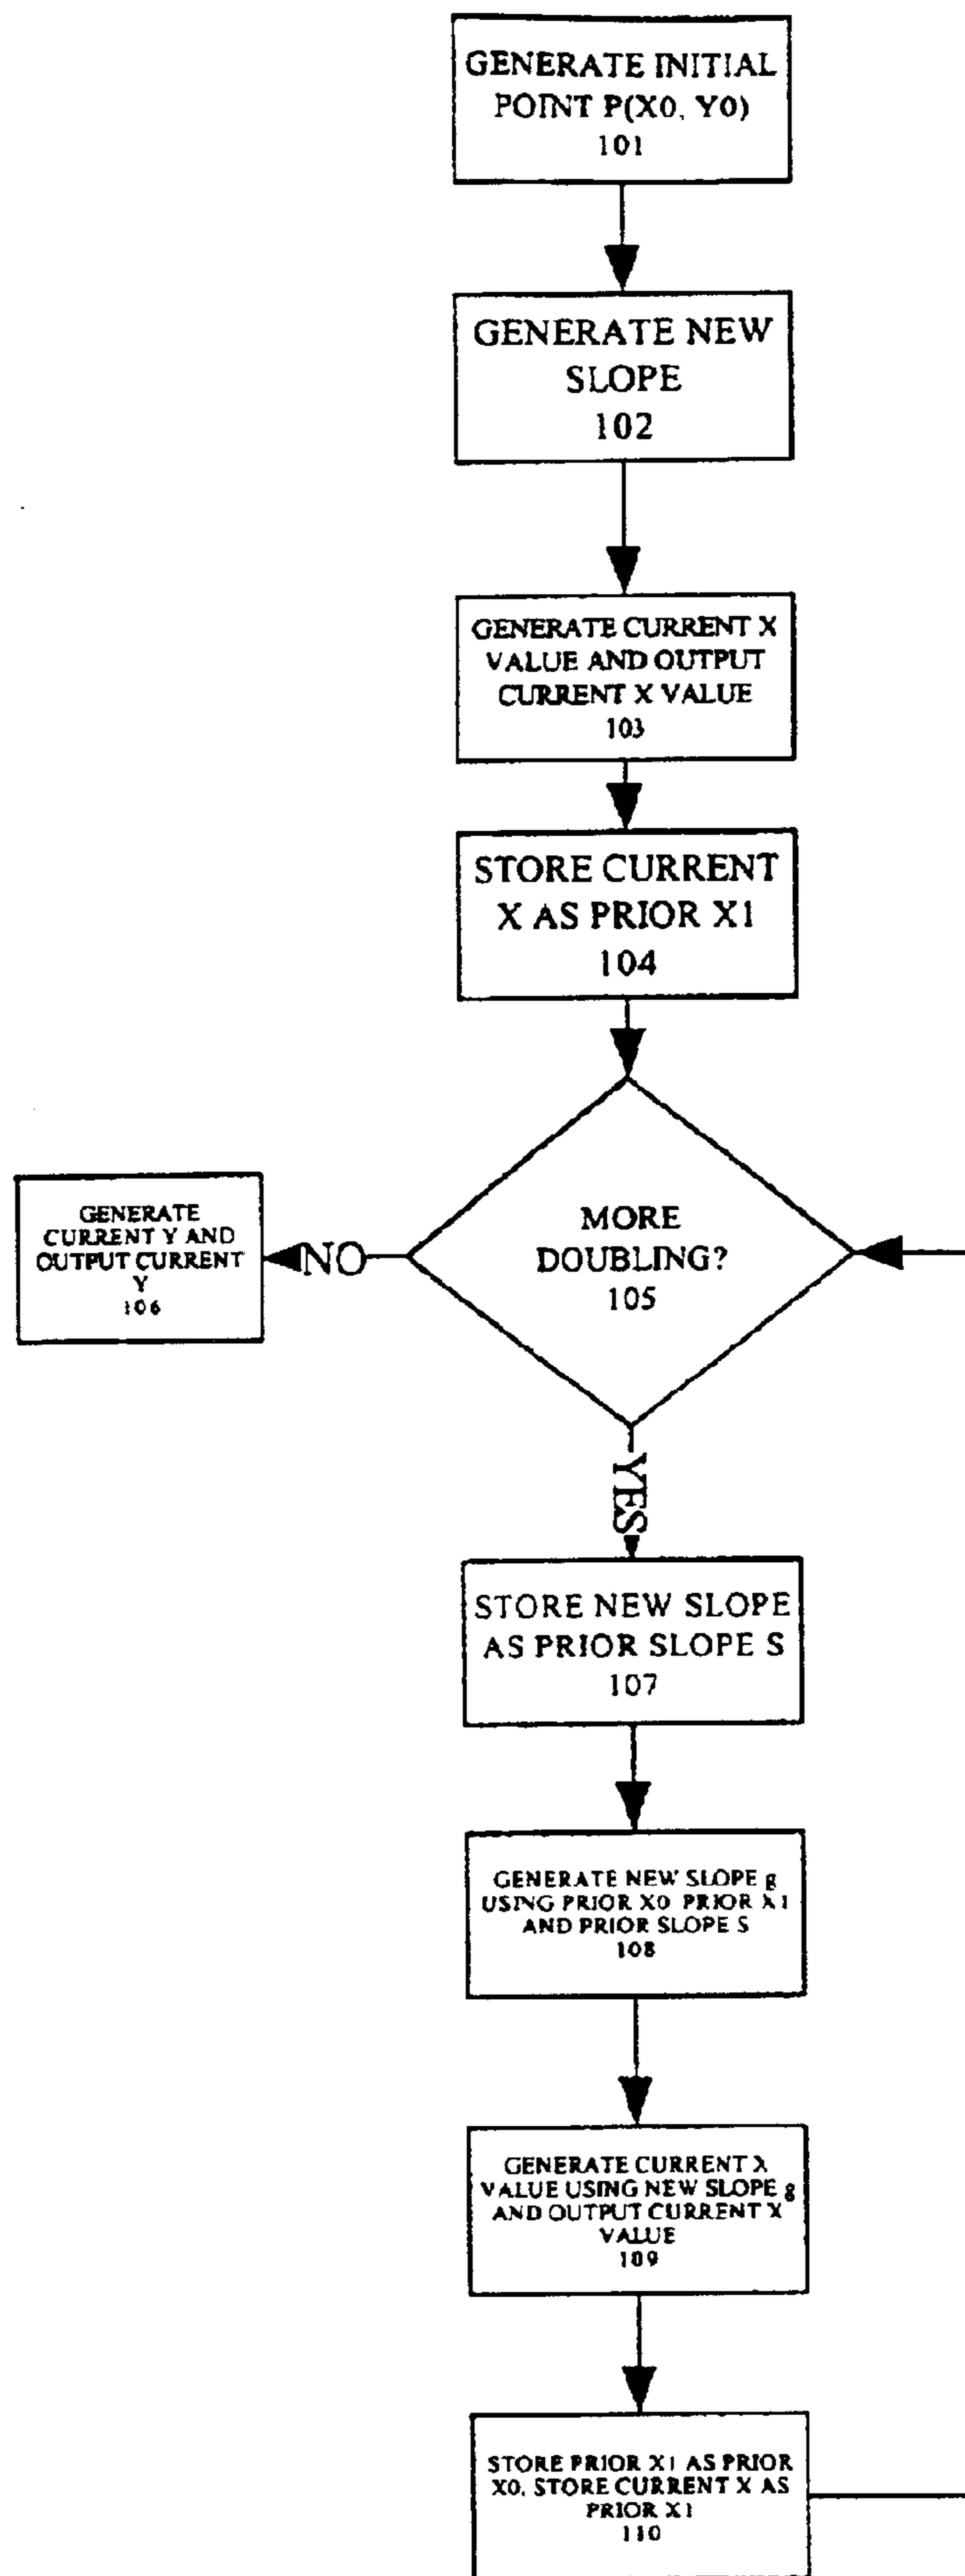 GENERATE INITIAL
POINT P(X0, Y0)
101
GENERATE NEW
SLOPE
102
GENERATE CURRENT X
VALUE AND OUTPUT
CURRENT X VALUE
103
STORE CURRENT
X AS PRIOR X1
104
MORE
DOUBLING?
105
NO
GENERATE
CURRENT Y AND
OUTPUT CURRENT
Y
106
YES
STORE NEW SLOPE
AS PRIOR SLOPE S
107
GENERATE NEW SLOPE g
USING PRIOR X0 PRIOR X1
AND PRIOR SLOPE S
108
GENERATE CURRENT X
VALUE USING NEW SLOPE g
AND OUTPUT CURRENT X
VALUE
109
STORE PRIOR X1 AS PRIOR
X0, STORE CURRENT X AS
PRIOR X1
110